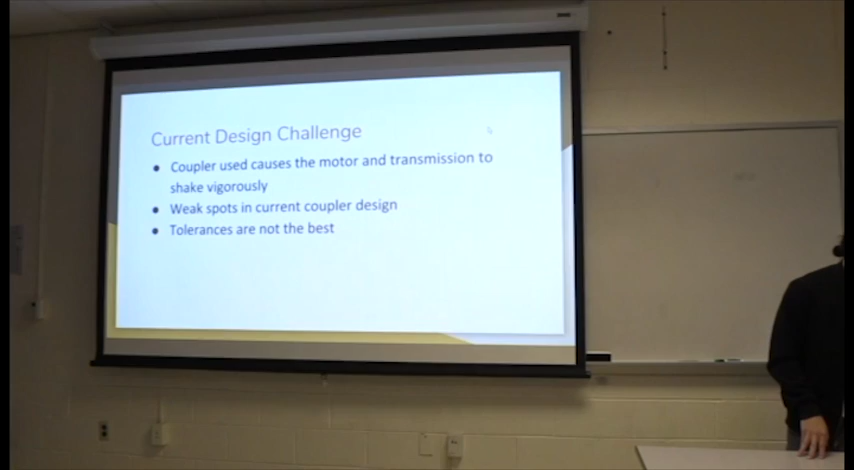 Current Design Challenge
● Coupler used causes the motor and transmission to
shake vigorously
● Weak spots in current coupler design
● Tolerances are not the best